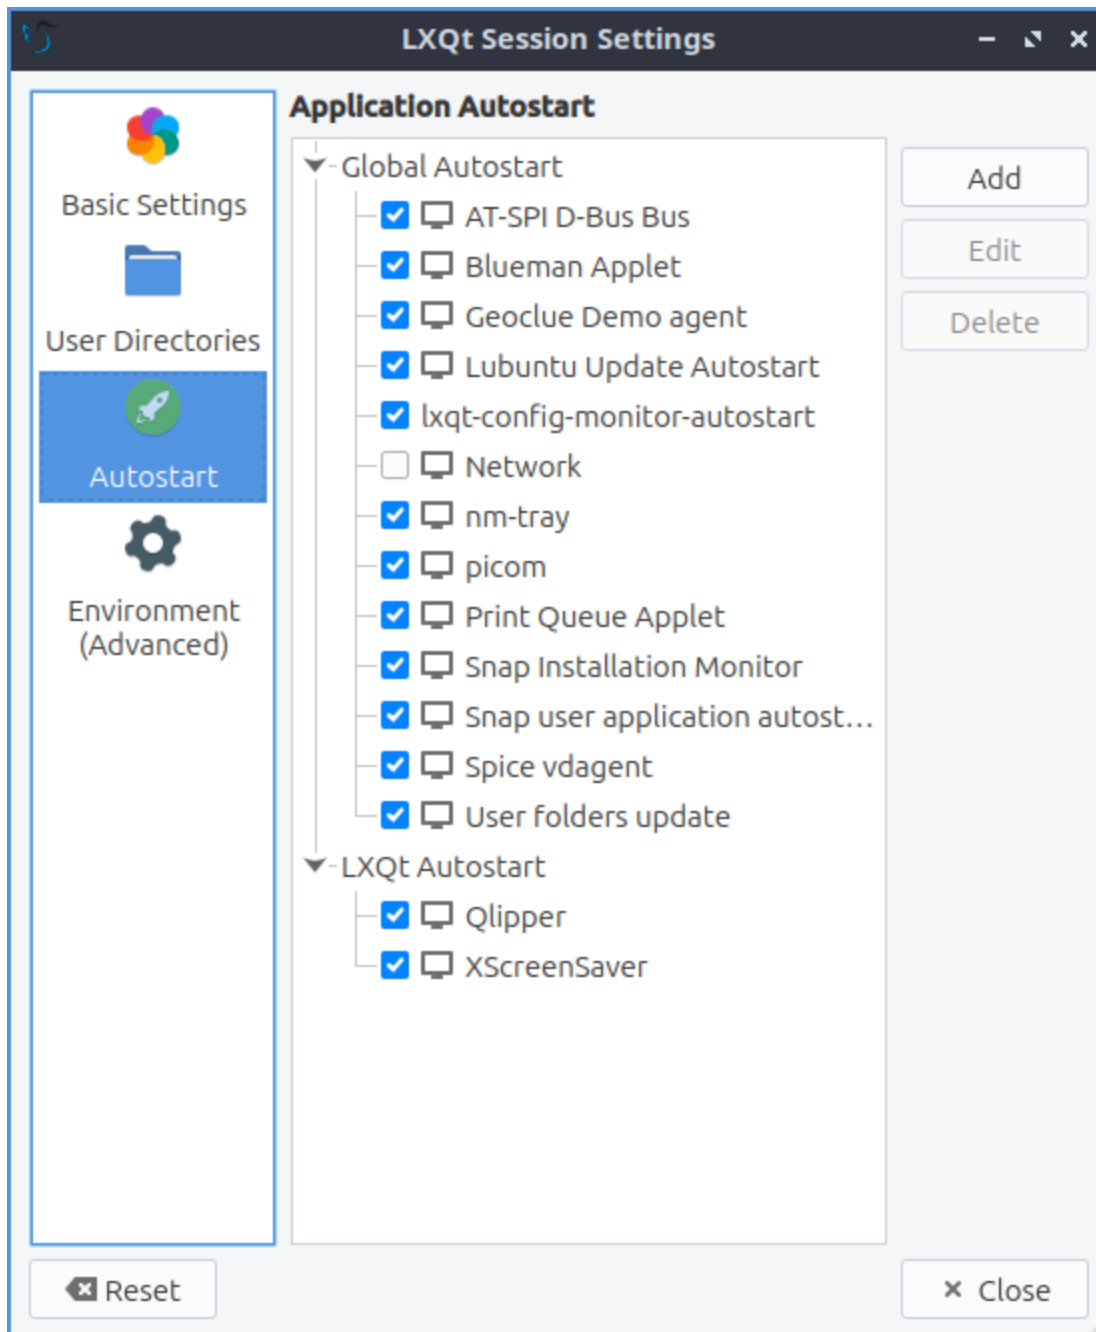 LXQt Session Settings
Application Autostart
Basic Settings
User Directories
Autostart
Environment
(Advanced)
Global Autostart
AT-SPI D-Bus Bus
Blueman Applet
Geoclue Demo agent
Lubuntu Update Autostart
lxqt-config-monitor-autostart
Network
nm-tray
picom
Print Queue Applet
Snap Installation Monitor
Snap user application autost...
Spice vdagent
User folders update
LXQt Autostart
Qlipper
XScreenSaver
Add
Edit
Delete
Reset
Close